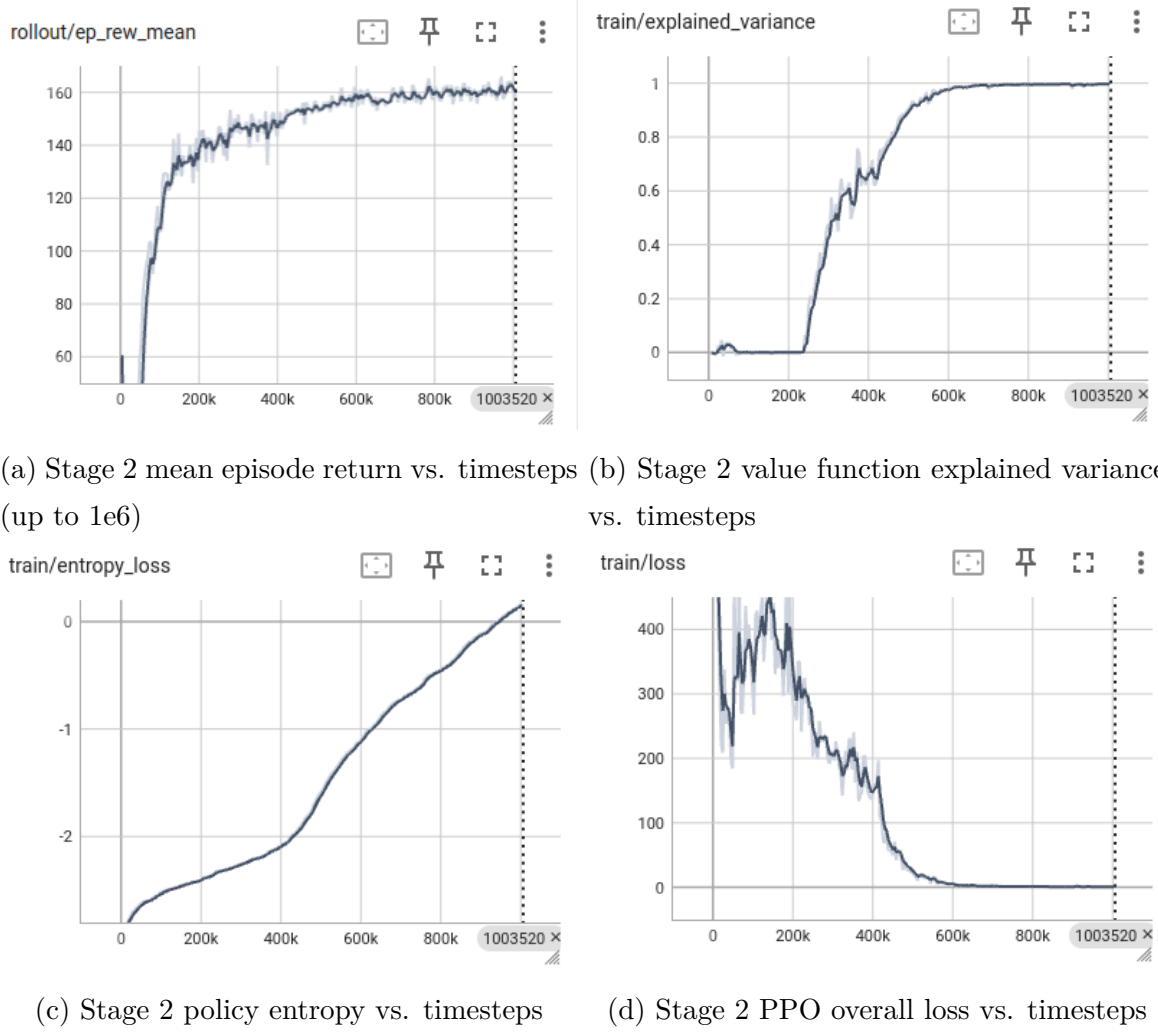 rollout/ep_rew_mean
160
140
120
100
80
60
0 200k 400k 600k 800k 1003520 ×
train/explained_variance
1
0.8
0.6
0.4
0.2
0
0 200k 400k 600k 800k 1003520 ×
(a) Stage 2 mean episode return vs. timesteps
(up to 1e6)
(b) Stage 2 value function explained variance
vs. timesteps
train/entropy_loss
0
-1
-2
0 200k 400k 600k 800k 1003520 ×
train/loss
400
300
200
100
0
0 200k 400k 600k 800k 1003520 ×
(c) Stage 2 policy entropy vs. timesteps
(d) Stage 2 PPO overall loss vs. timesteps